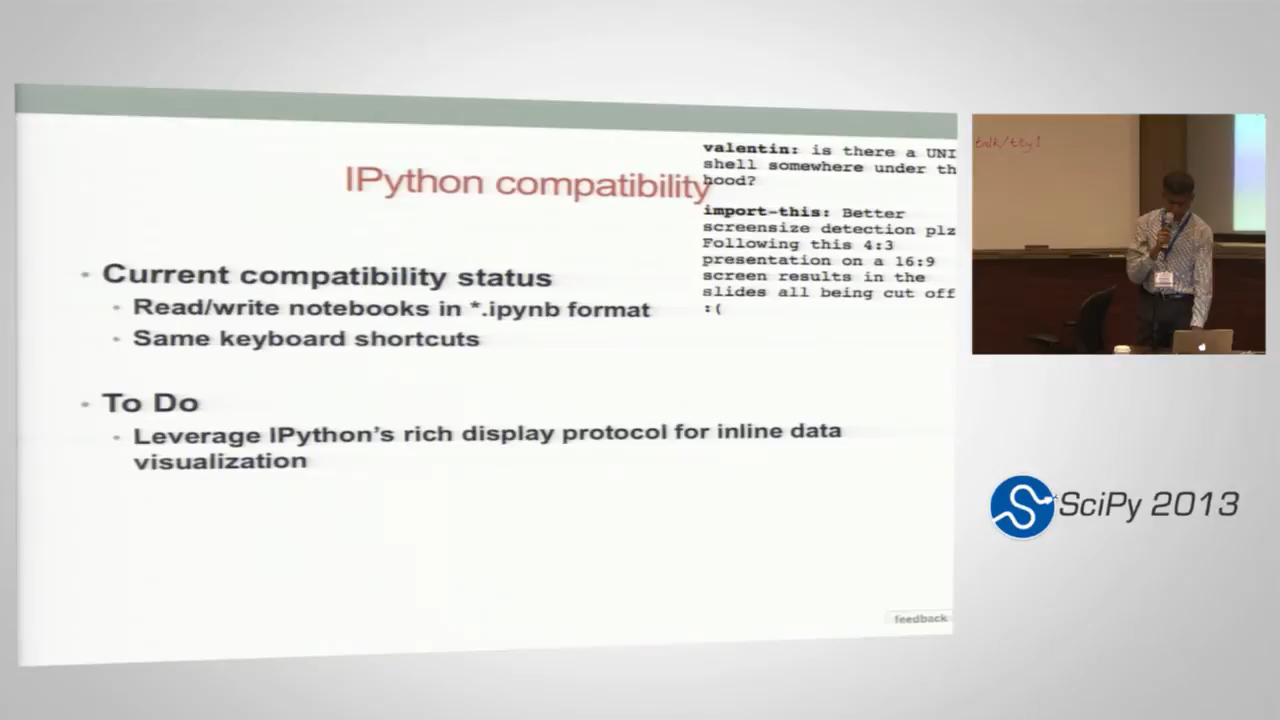 IPython compatibility
valentin: is there a UNI
shell somewhere under th
hood?
import-this: Better
screensize detection plz
Following this 4:3
presentation on a 16:9
screen results in the
slides all being cut off
:(
Current compatibility status
Read/write notebooks in *.ipynb format
Same keyboard shortcuts
To Do
Leverage IPython's rich display protocol for inline data
visualization
feedback
talk/tty1
SciPy 2013